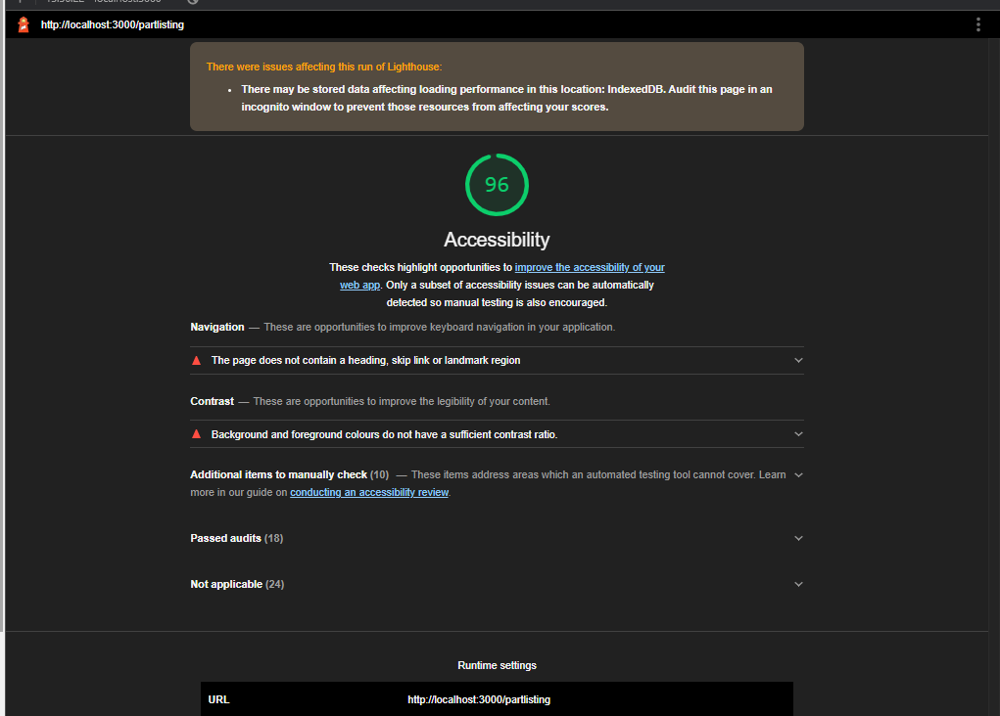 http://localhost:3000/partlisting
There were issues affecting this run of Lighthouse:
• There may be stored data affecting loading performance in this location: IndexedDB. Audit this page in an
incognito window to prevent those resources from affecting your scores.
96
Accessibility
These checks highlight opportunities to improve the accessibility of your
web app. Only a subset of accessibility issues can be automatically
detected so manual testing is also encouraged.
Navigation — These are opportunities to improve keyboard navigation in your application.
The page does not contain a heading, skip link or landmark region
Contrast — These are opportunities to improve the legibility of your content.
Background and foreground colours do not have a sufficient contrast ratio.
Additional items to manually check (10) — These items address areas which an automated testing tool cannot cover. Learn
more in our guide on conducting an accessibility review.
Passed audits (18)
Not applicable (24)
Runtime settings
URL http://localhost:3000/partlisting